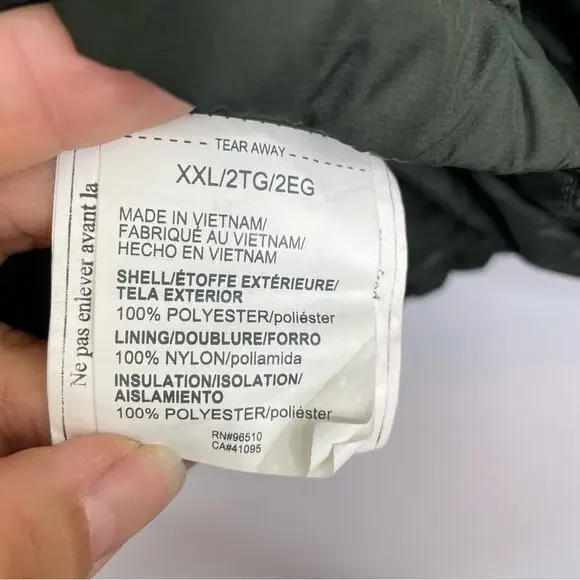 TEAR AWAY
XXL/2TG/2EG
MADE IN VIETNAM/
FABRIQUÉ AU VIETNAM/
HECHO EN VIETNAM
SHELL/ÉTOFFE EXTÉRIEURE/
TELA EXTERIOR
100% POLYESTER/poliéster
LINING/DOUBLURE/FORRO
100% NYLON/poliamida
INSULATION/ISOLATION/
AISLAMIENTO
100% POLYESTER/poliéster
RN#96510
CA#41095
Ne pas enlever avant la